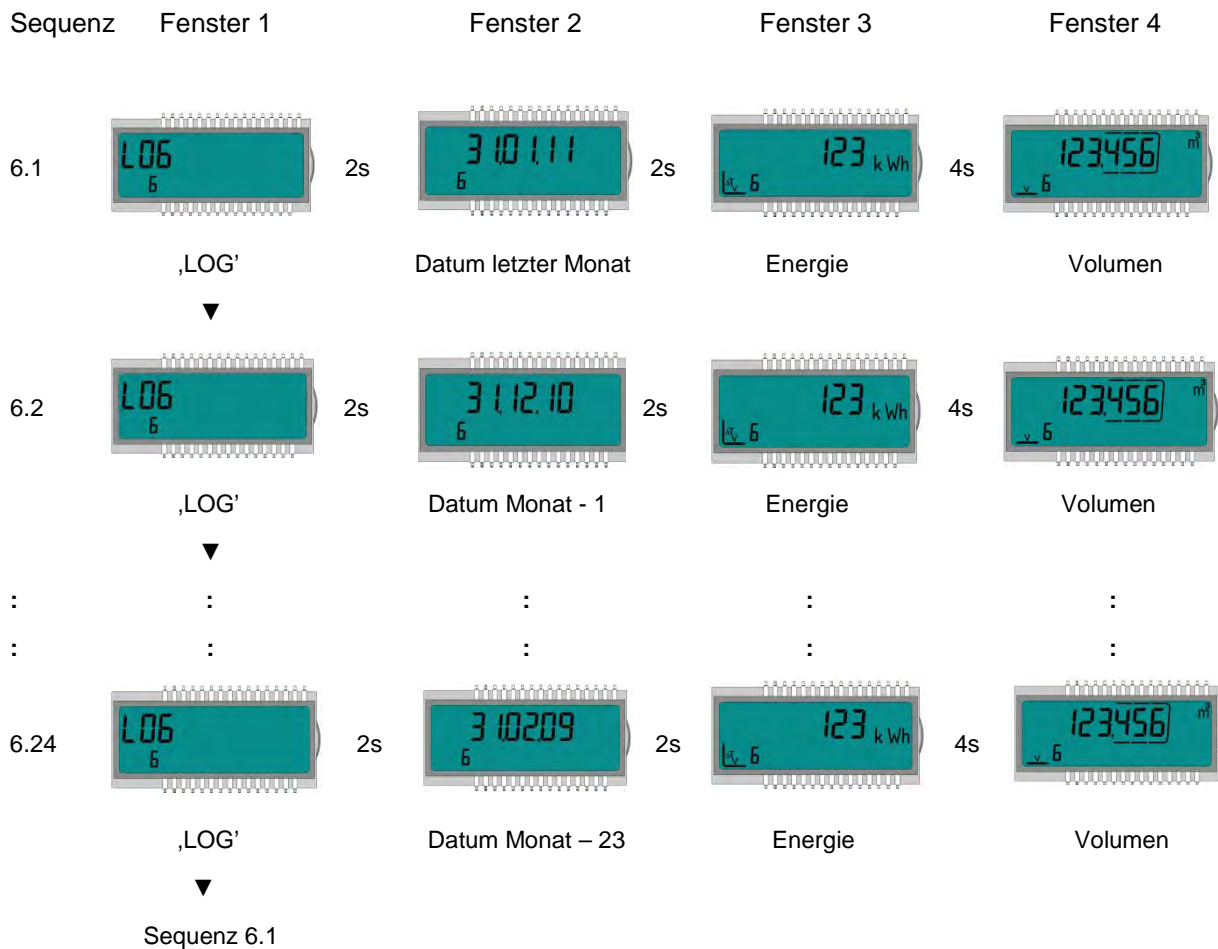 Sequenz Fenster 1 Fenster 2 Fenster 3 Fenster 4
L06 31.01.11 123 kWh 123,456 m³
6.1 2s 2s 4s
6 6 ΔT V 6 V 6
‚LOG' Datum letzter Monat Energie Volumen
▼
L06 31.12.10 123 kWh 123,456 m³
6.2 2s 2s 4s
6 6 ΔT V 6 V 6
‚LOG' Datum Monat - 1 Energie Volumen
▼
: : : : :
: : : : :
L06 31.02.09 123 kWh 123,456 m³
6.24 2s 2s 4s
6 6 ΔT V 6 V 6
‚LOG' Datum Monat – 23 Energie Volumen
▼
Sequenz 6.1